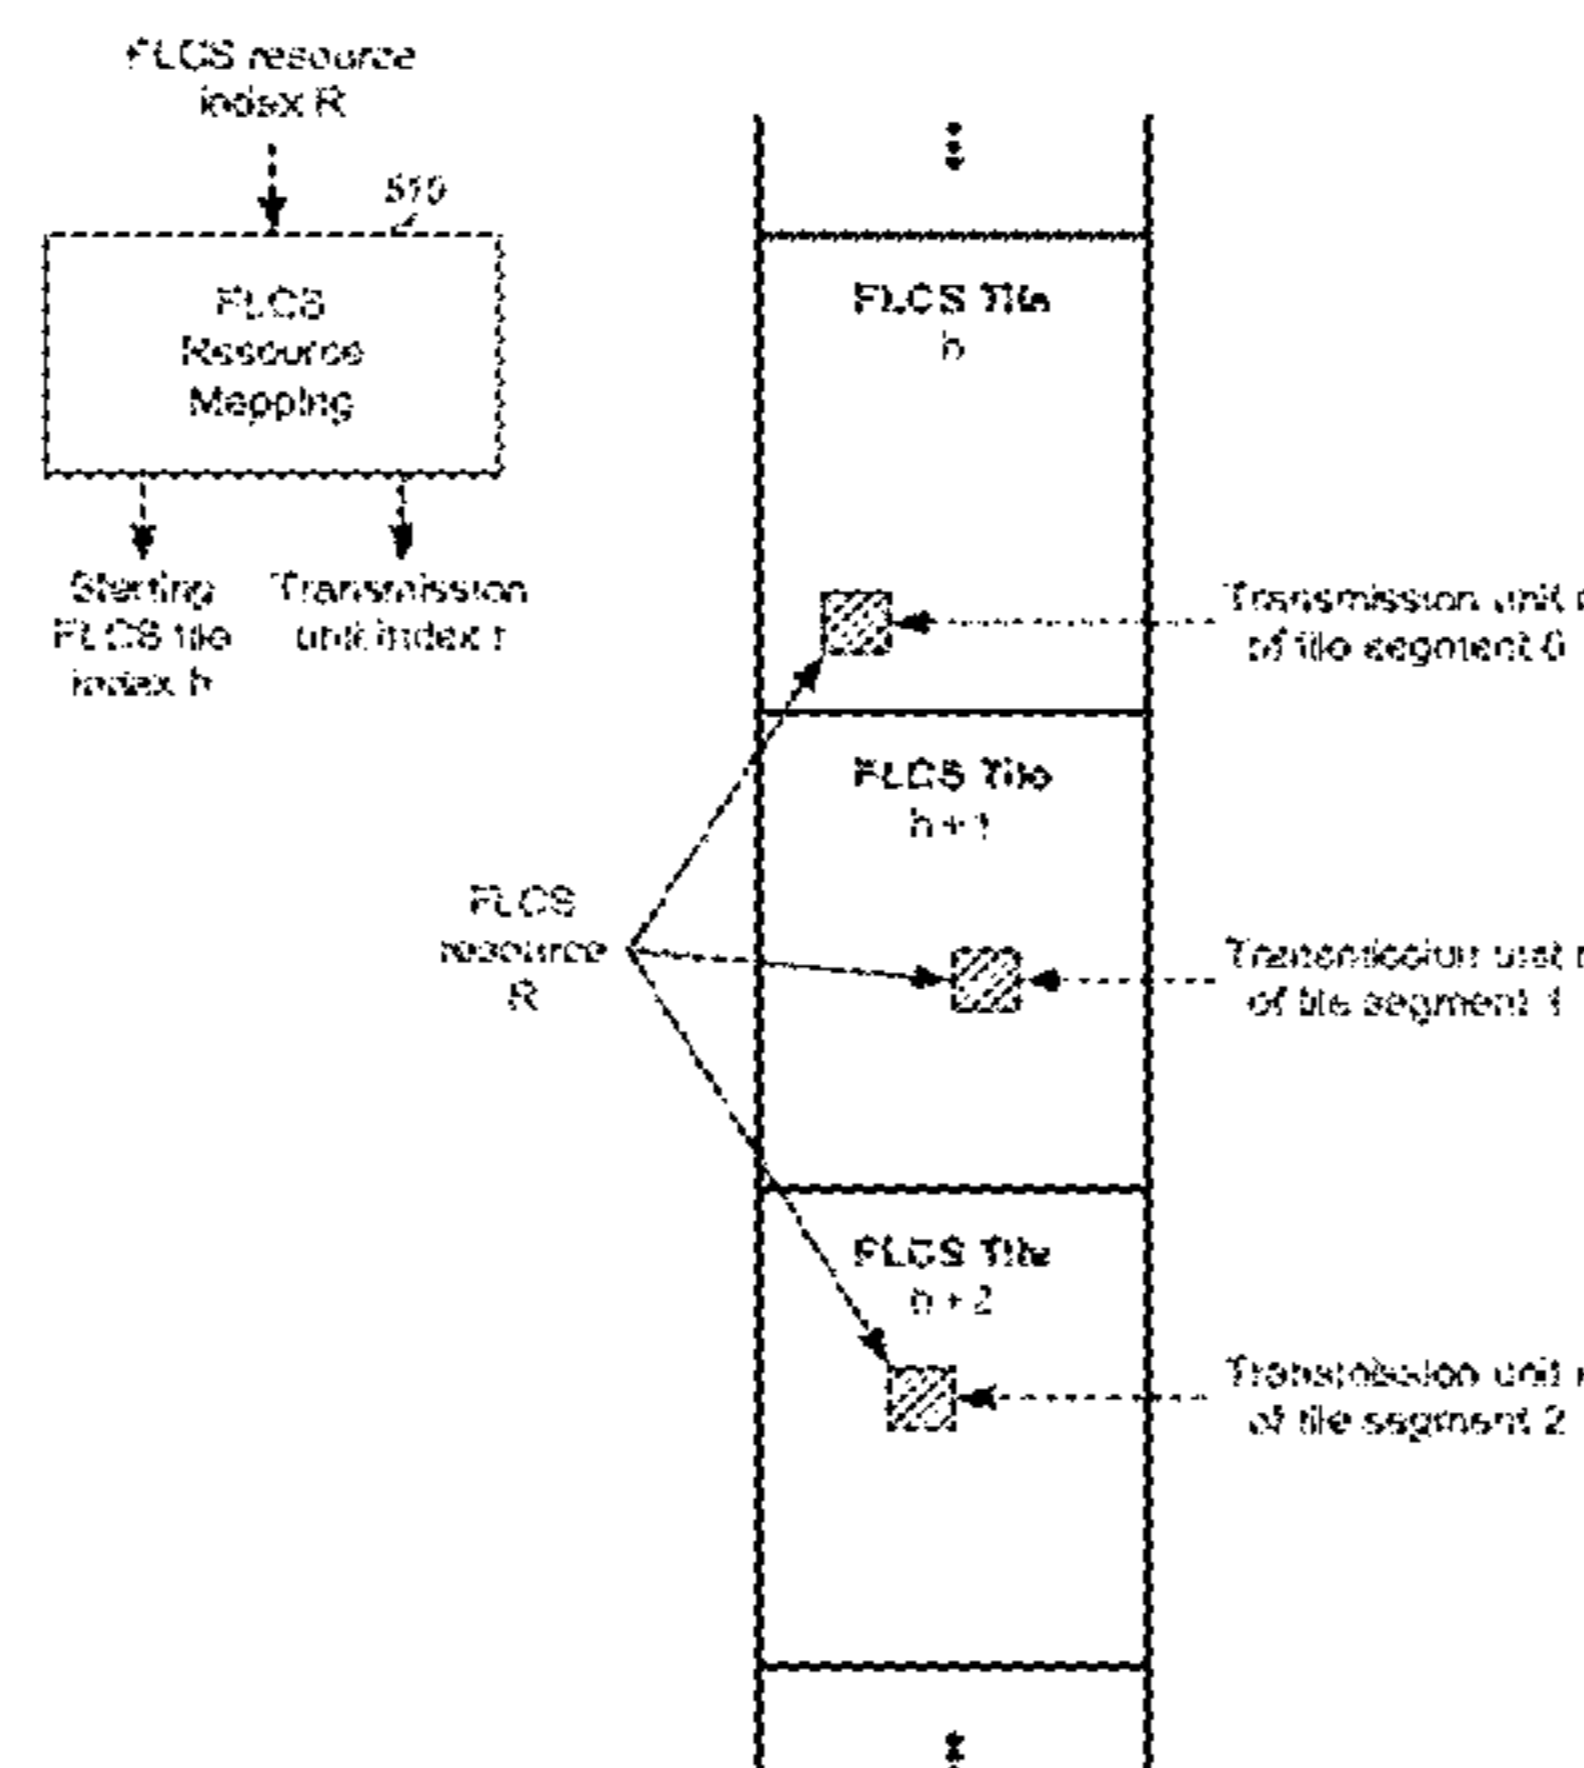 FLCS resource
index R
510
FLCS
Resource
Mapping
Starting
FLCS tile
index h
Transmission
unit index r
FLCS Tile
h
Transmission unit r
of tile segment 0
FLCS Tile
h + 1
FLCS
resource
R
Transmission unit r
of tile segment 1
FLCS Tile
h + 2
Transmission unit r
of tile segment 2